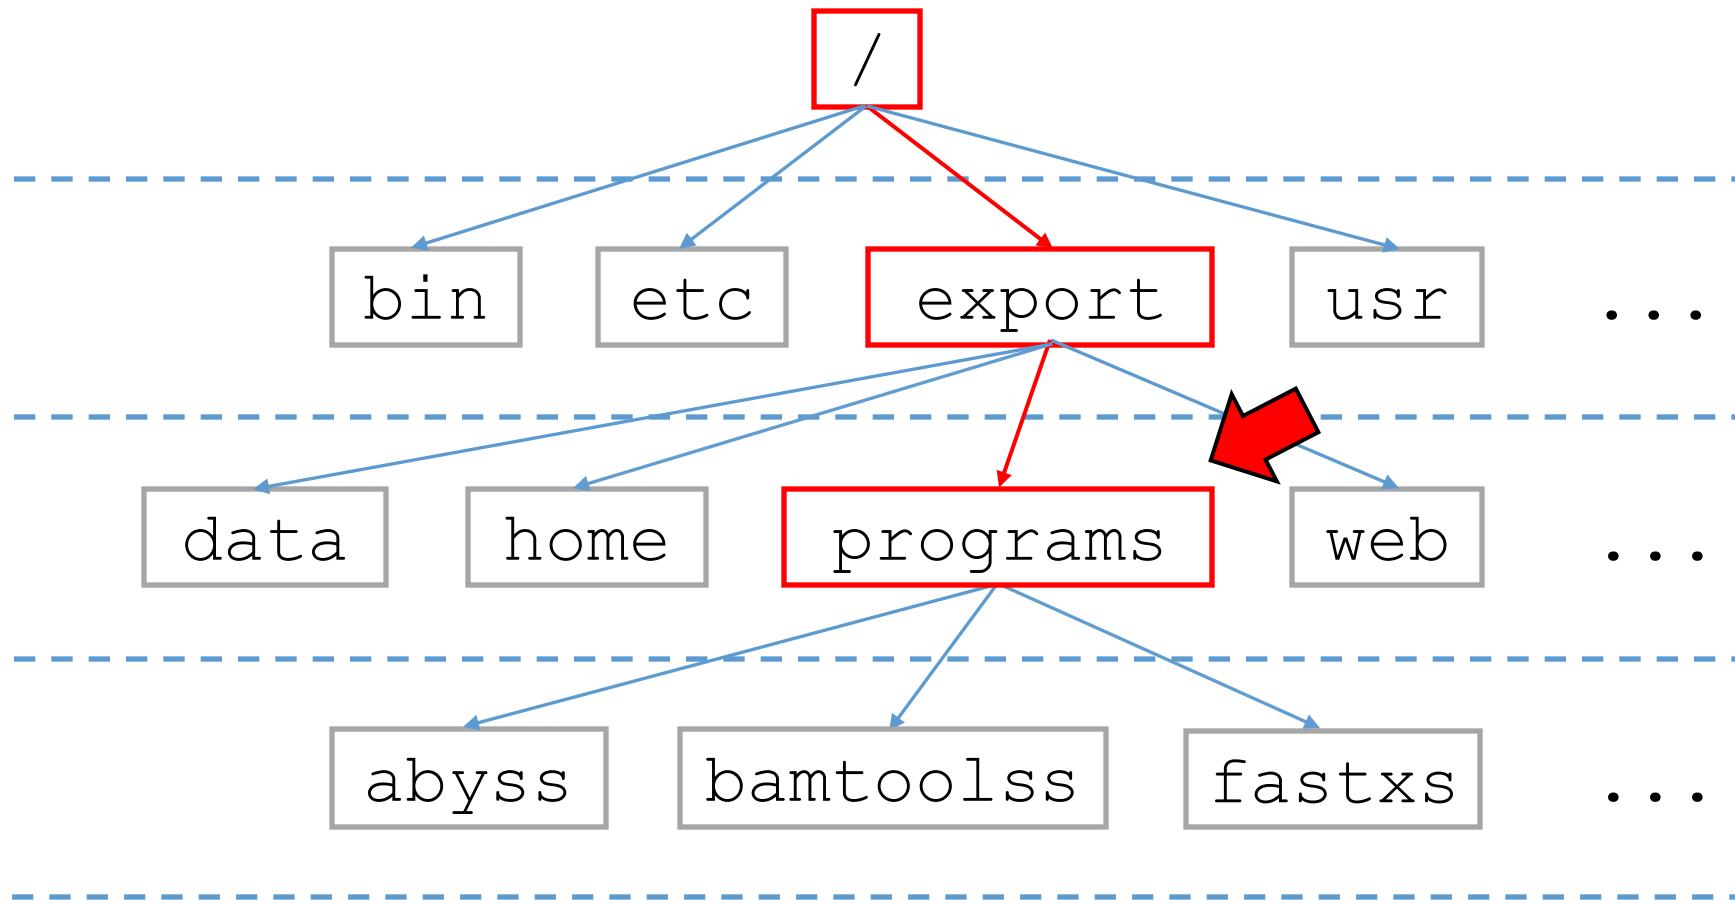 /
bin etc export usr ...
data home programs web ...
abyss bamtoolss fastxs ...